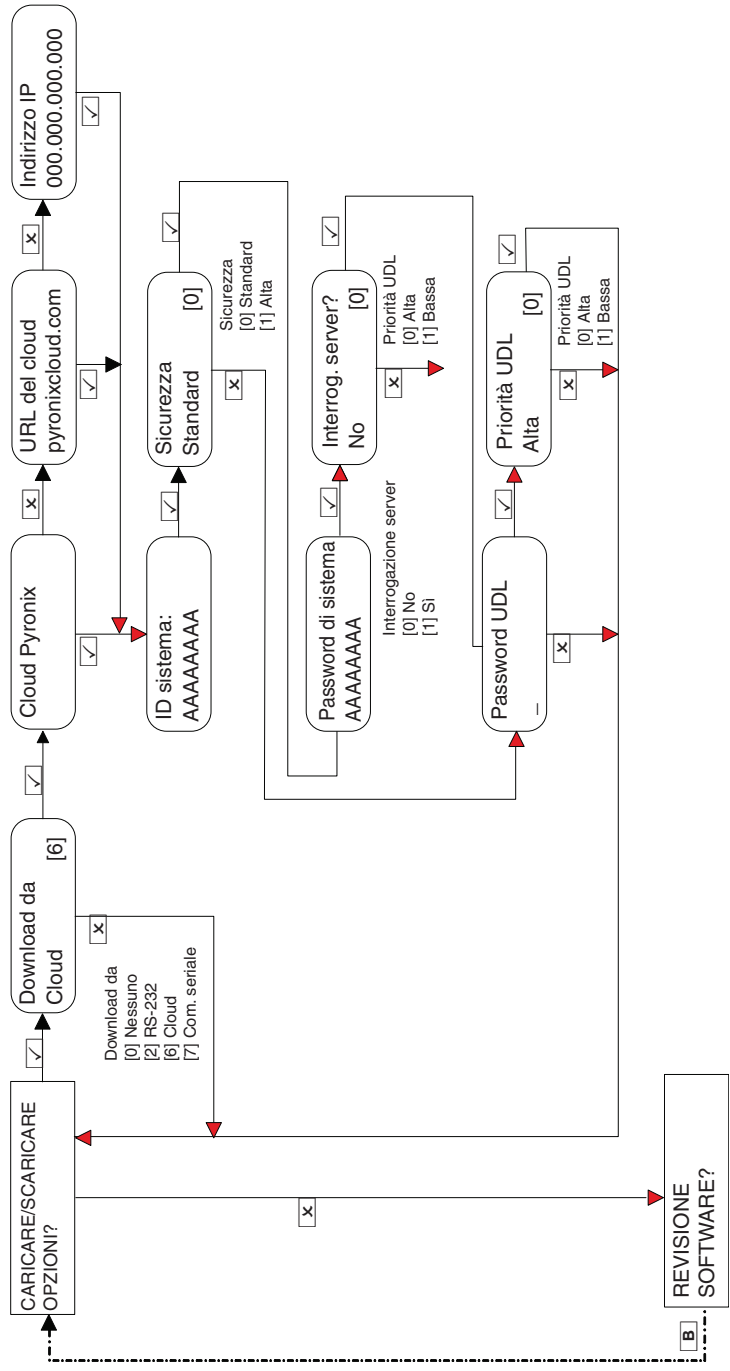 CARICARE/SCARICARE
OPZIONI?
Download da
Cloud [6]
Download da
[0] Nessuno
[2] RS-232
[6] Cloud
[7] Com. seriale
Cloud Pyronix
URL del cloud
pyronixcloud.com
Indirizzo IP
000.000.000.000
ID sistema:
AAAAAAAAA
Sicurezza
Standard [0]
Sicurezza
[0] Standard
[1] Alta
Password di sistema
AAAAAAAAA
Interrogazione server
[0] No
[1] Sì
Interrog. server?
No [0]
Priorità UDL
[0] Alta
[1] Bassa
Password UDL
_
Priorità UDL
Alta [0]
Priorità UDL
[0] Alta
[1] Bassa
REVISIONE
SOFTWARE?
B